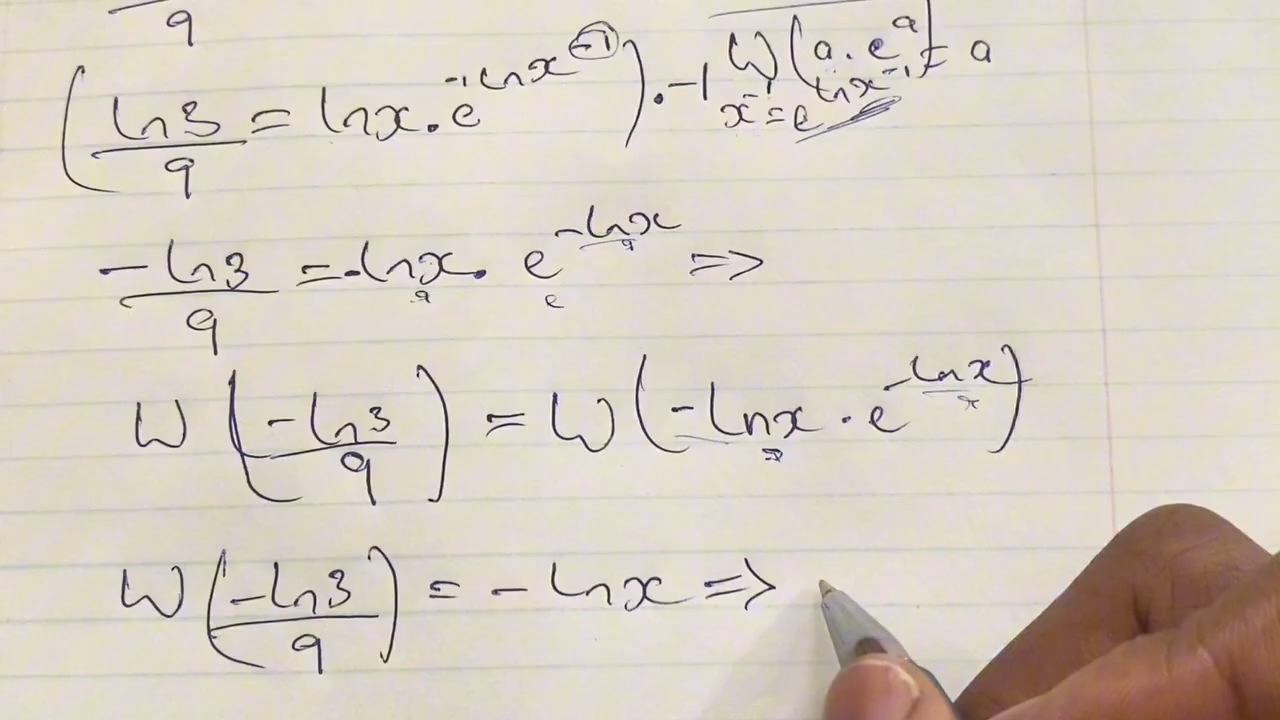 9
(ln3/9 = lnx·e^(-1·lnx^(-1)))·-1
W(a·e^a) = a
x^-1 = e^(lnx^-1)
-ln3/9 = -lnx· e^(-lnx) =>
a e a
W(-ln3/9) = W(-lnx·e^(-lnx))
W(-ln3/9) = -lnx =>